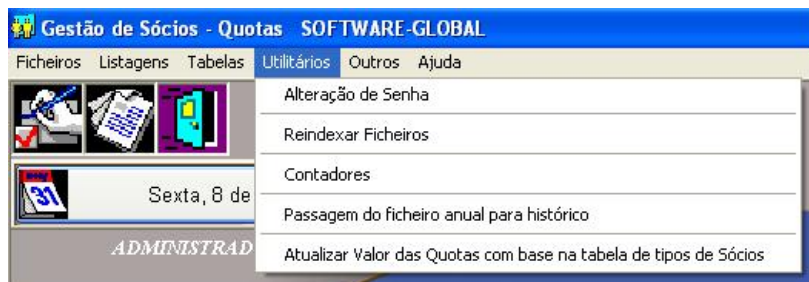 Gestão de Sócios - Quotas SOFTWARE-GLOBAL
Ficheiros Listagens Tabelas Utilitários Outros Ajuda
Alteração de Senha
Reindexar Ficheiros
Contadores
31 Sexta, 8 de
Passagem do ficheiro anual para histórico
ADMINISTRAD
Atualizar Valor das Quotas com base na tabela de tipos de Sócios